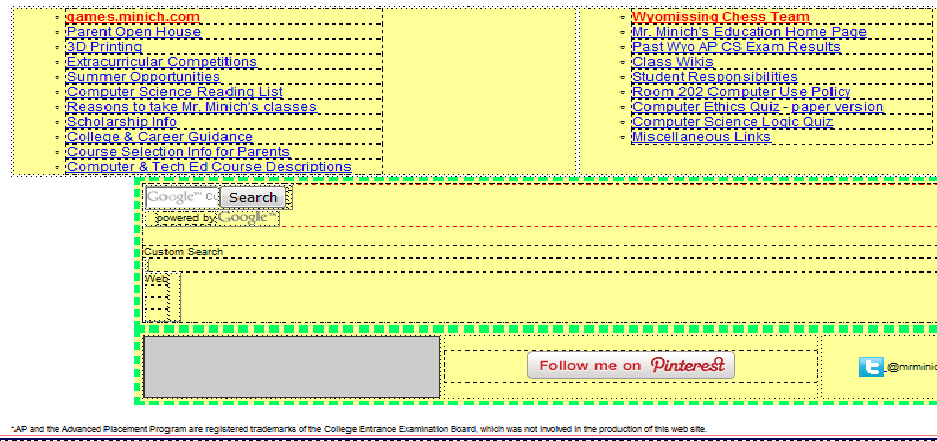 games.minich.com
Parent Open House
3D Printing
Extracurricular Competitions
Summer Opportunities
Computer Science Reading List
Reasons to take Mr. Minich's classes
Scholarship Info
College & Career Guidance
Course Selection Info for Parents
Computer & Tech Ed Course Descriptions
Wyomissing Chess Team
Mr. Minich's Education Home Page
Past Wyo AP CS Exam Results
Class Wikis
Student Responsibilities
Room 202 Computer Use Policy
Computer Ethics Quiz - paper version
Computer Science Logic Quiz
Miscellaneous Links
Google™ Cu Search
powered by Google™
Custom Search
Web
Follow me on Pinterest
@mrminic
*AP and the Advanced Placement Program are registered trademarks of the College Entrance Examination Board, which was not involved in the production of this web site.